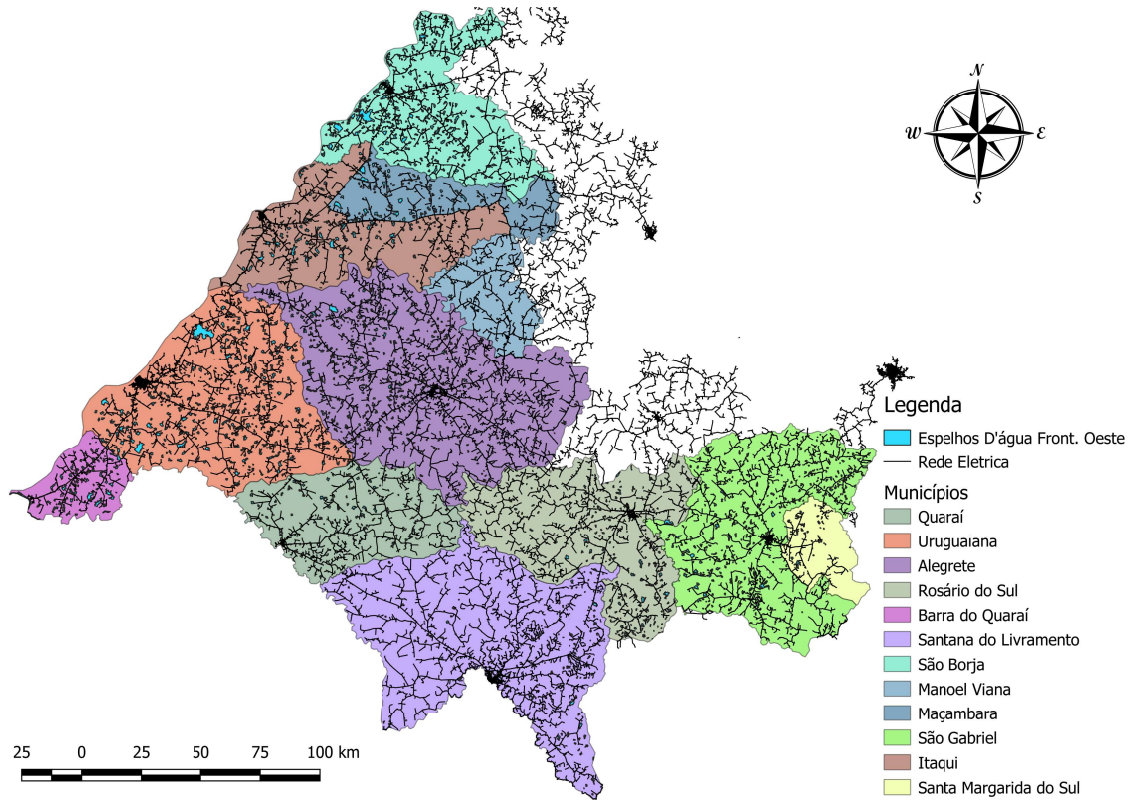 N
W
E
S
Legenda
Espelhos D'água Front. Oeste
Rede Eletrica
Municípios
Quaraí
Uruguaiana
Alegrete
Rosário do Sul
Barra do Quaraí
Santana do Livramento
São Borja
Manoel Viana
Maçambara
São Gabriel
Itaqui
Santa Margarida do Sul
25 0 25 50 75 100 km